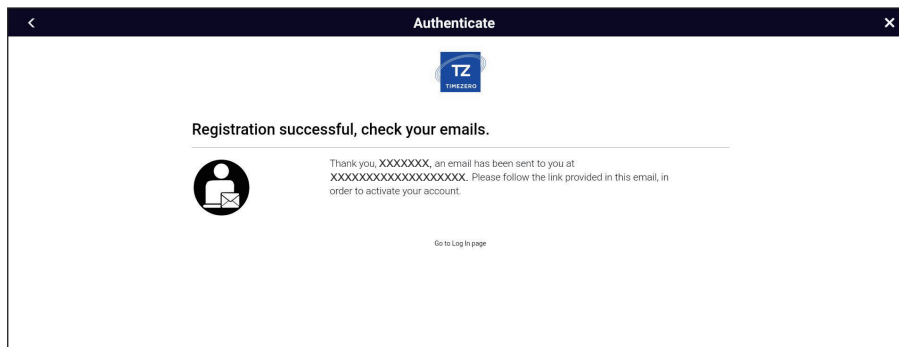 Authenticate
TZ
TIMEZERO
Registration successful, check your emails.
Thank you, XXXXXXX, an email has been sent to you at
XXXXXXXXXXXXXXXXXXX. Please follow the link provided in this email, in
order to activate your account.
Go to Log In page